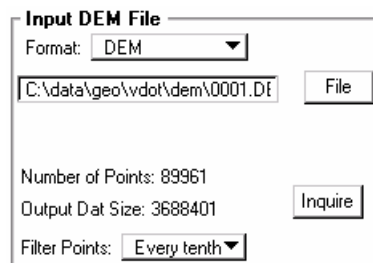 Input DEM File
Format: DEM
C:\data\geo\vdot\dem\0001.DE File
Number of Points: 89961
Output Dat Size: 3688401 Inquire
Filter Points: Every tenth